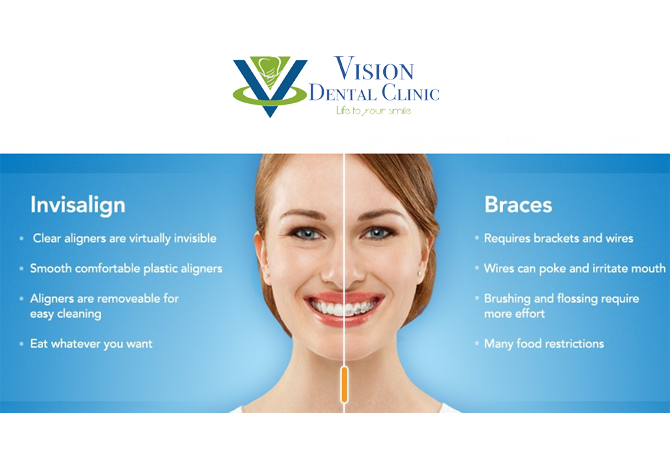 VISION
DENTAL CLINIC
Life to your smile
Invisalign
Clear aligners are virtually invisible
Smooth comfortable plastic aligners
Aligners are removeable for
easy cleaning
Eat whatever you want
Braces
Requires brackets and wires
Wires can poke and irritate mouth
Brushing and flossing require
more effort
Many food restrictions